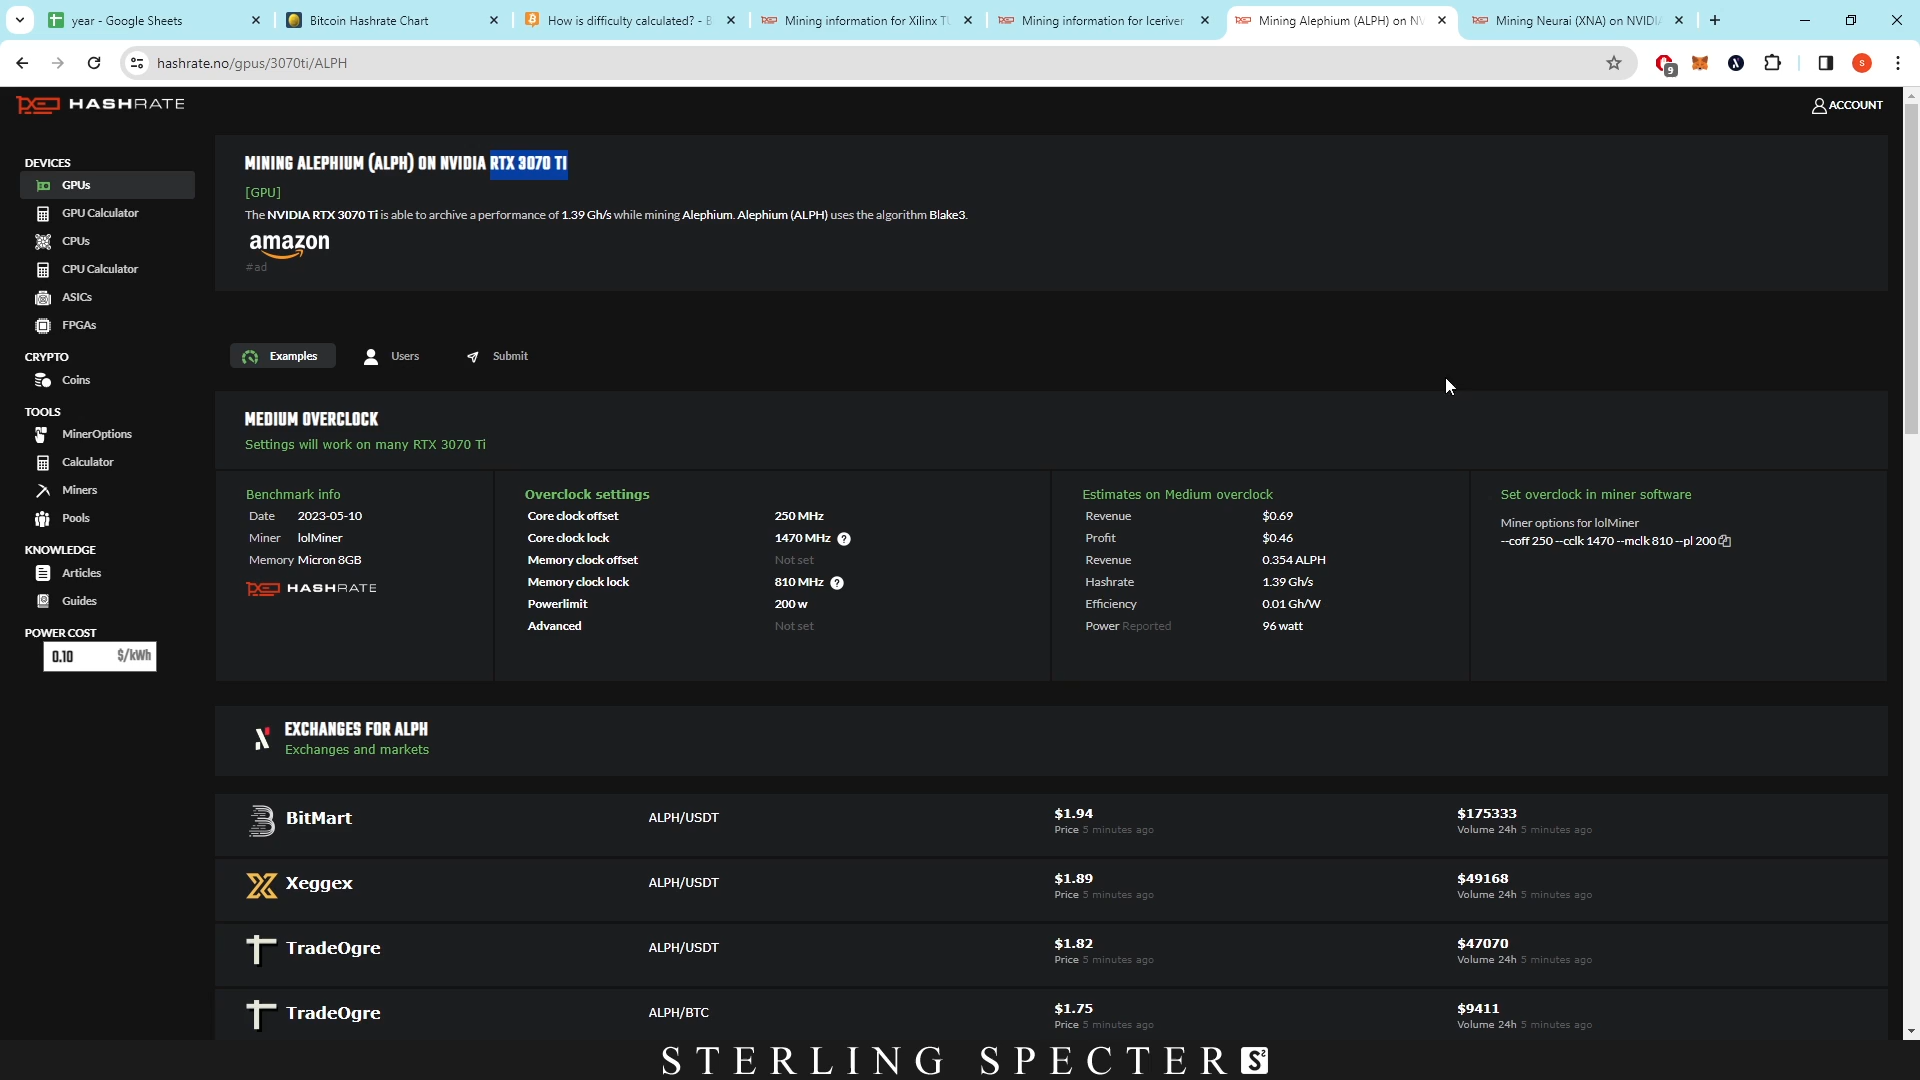 year - Google Sheets
Bitcoin Hashrate Chart
How is difficulty calculated? - B
Mining information for Xilinx TU
Mining information for Iceriver
Mining Alephium (ALPH) on NV
Mining Neurai (XNA) on NVIDI
hashrate.no/gpus/3070ti/ALPH
9
S
HASHRATE
ACCOUNT
DEVICES
GPUs
GPU Calculator
CPUs
CPU Calculator
ASICs
FPGAs
CRYPTO
Coins
TOOLS
MinerOptions
Calculator
Miners
Pools
KNOWLEDGE
Articles
Guides
POWER COST
0.10 $/kWh
MINING ALEPHIUM (ALPH) ON NVIDIA RTX 3070 TI
[GPU]
The NVIDIA RTX 3070 Ti is able to archive a performance of 1.39 Gh/s while mining Alephium. Alephium (ALPH) uses the algorithm Blake3.
amazon
#ad
Examples
Users
Submit
MEDIUM OVERCLOCK
Settings will work on many RTX 3070 Ti
Benchmark info
Date 2023-05-10
Miner lolMiner
Memory Micron 8GB
HASHRATE
Overclock settings
Core clock offset 250 MHz
Core clock lock 1470 MHz ?
Memory clock offset Not set
Memory clock lock 810 MHz ?
Powerlimit 200 w
Advanced Not set
Estimates on Medium overclock
Revenue $0.69
Profit $0.46
Revenue 0.354 ALPH
Hashrate 1.39 Gh/s
Efficiency 0.01 Gh/W
Power Reported 96 watt
Set overclock in miner software
Miner options for lolMiner
--coff 250 --cclk 1470 --mclk 810 --pl 200
EXCHANGES FOR ALPH
Exchanges and markets
BitMart ALPH/USDT $1.94 $175333
Price 5 minutes ago Volume 24h 5 minutes ago
Xeggex ALPH/USDT $1.89 $49168
Price 5 minutes ago Volume 24h 5 minutes ago
TradeOgre ALPH/USDT $1.82 $47070
Price 5 minutes ago Volume 24h 5 minutes ago
TradeOgre ALPH/BTC $1.75 $9411
Price 5 minutes ago Volume 24h 5 minutes ago
STERLING SPECTER S²